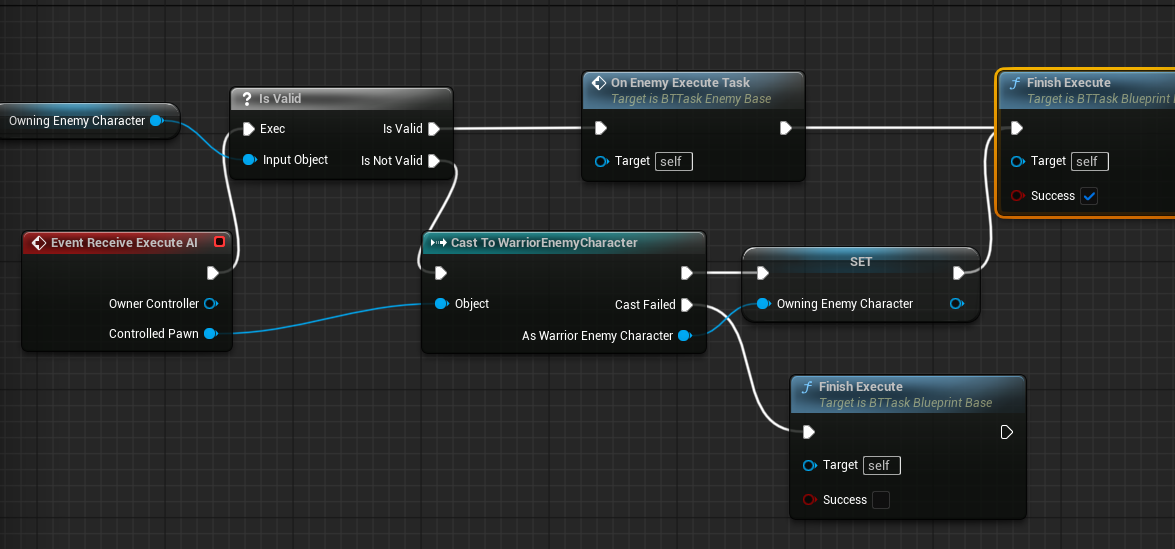 On Enemy Execute Task
Target is BTTask Enemy Base
Target self
Finish Execute
Target is BTTask Blueprint
Target self
Success
Is Valid
Exec Is Valid
Input Object Is Not Valid
Owning Enemy Character
Event Receive Execute AI
Owner Controller
Controlled Pawn
Cast To WarriorEnemyCharacter
Object
Cast Failed
As Warrior Enemy Character
SET
Owning Enemy Character
Finish Execute
Target is BTTask Blueprint Base
Target self
Success